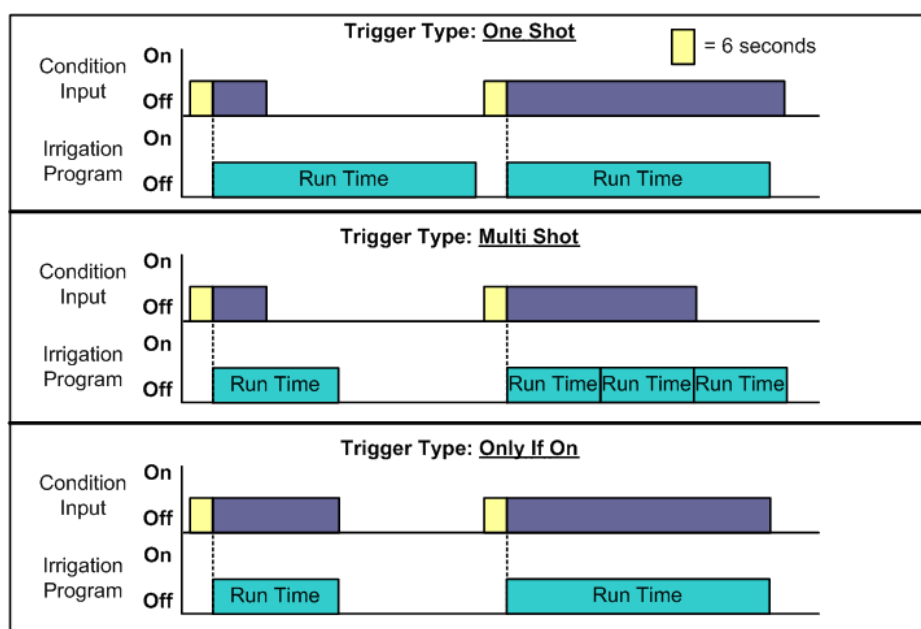 Trigger Type: One Shot
= 6 seconds
Condition
Input
On
Off
Irrigation
Program
On
Off
Run Time
Run Time
Trigger Type: Multi Shot
Condition
Input
On
Off
Irrigation
Program
On
Off
Run Time
Run Time
Run Time
Run Time
Trigger Type: Only If On
Condition
Input
On
Off
Irrigation
Program
On
Off
Run Time
Run Time